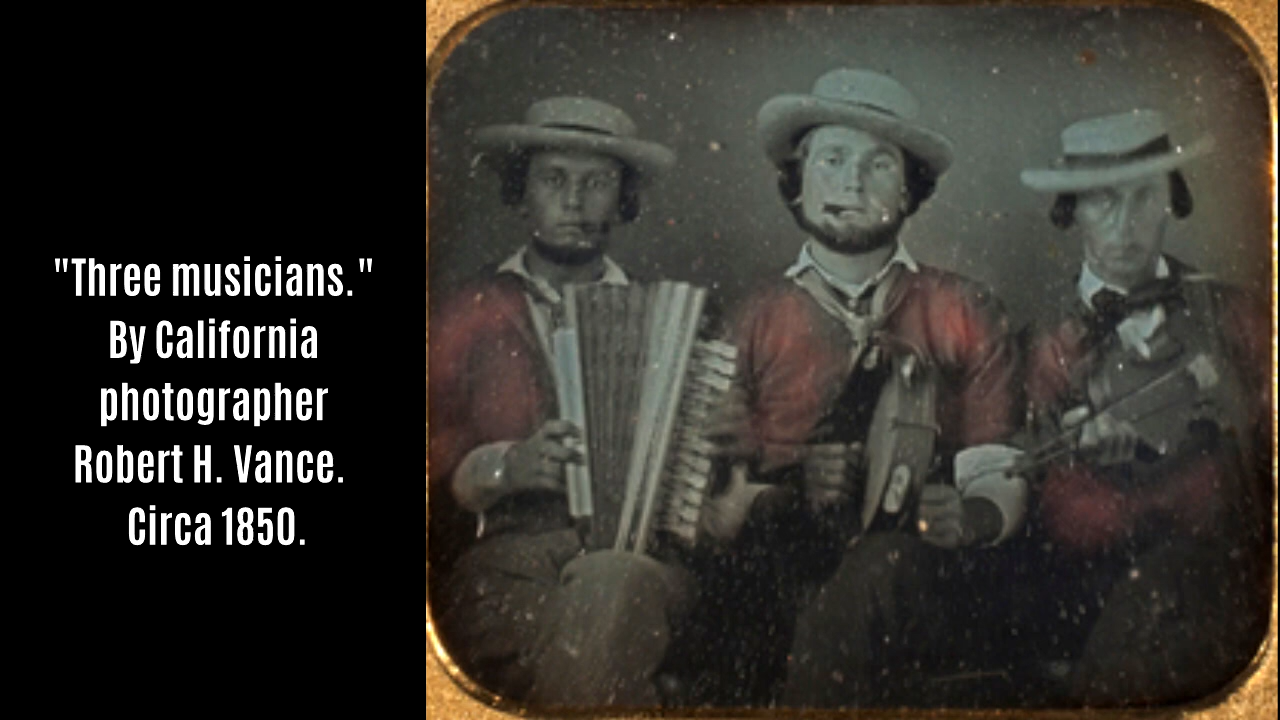 "Three musicians."
By California
photographer
Robert H. Vance.
Circa 1850.